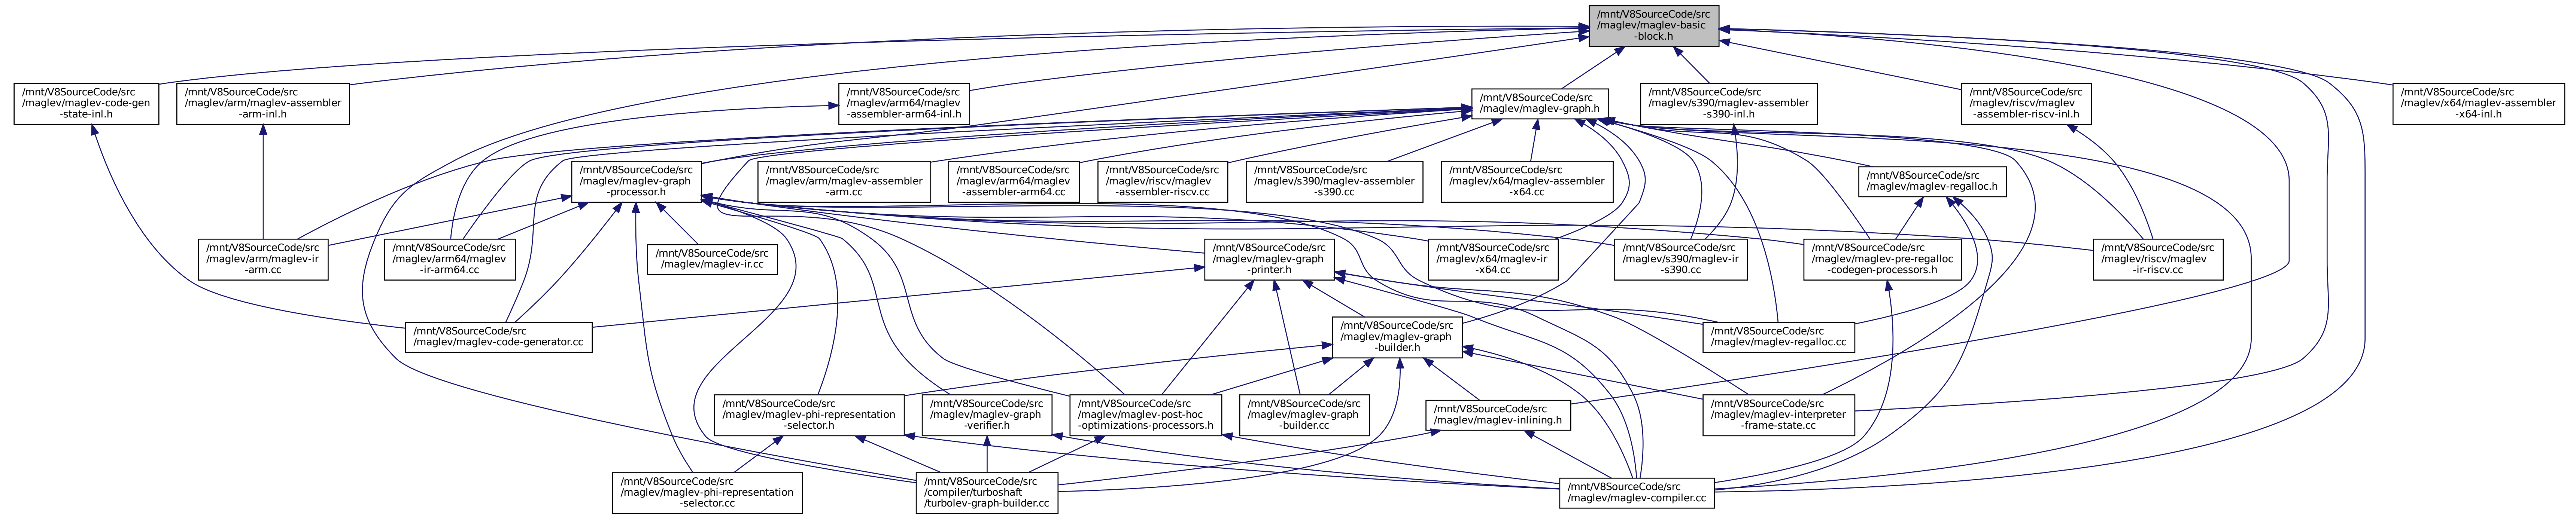 /mnt/V8SourceCode/src
/maglev/maglev-basic
-block.h
/mnt/V8SourceCode/src
/maglev/maglev-code-gen
-state-inl.h
/mnt/V8SourceCode/src
/maglev/arm/maglev-assembler
-arm-inl.h
/mnt/V8SourceCode/src
/maglev/arm64/maglev
-assembler-arm64-inl.h
/mnt/V8SourceCode/src
/maglev/maglev-graph.h
/mnt/V8SourceCode/src
/maglev/s390/maglev-assembler
-s390-inl.h
/mnt/V8SourceCode/src
/maglev/riscv/maglev
-assembler-riscv-inl.h
/mnt/V8SourceCode/src
/maglev/x64/maglev-assembler
-x64-inl.h
/mnt/V8SourceCode/src
/maglev/maglev-graph
-processor.h
/mnt/V8SourceCode/src
/maglev/arm/maglev-assembler
-arm.cc
/mnt/V8SourceCode/src
/maglev/arm64/maglev
-assembler-arm64.cc
/mnt/V8SourceCode/src
/maglev/riscv/maglev
-assembler-riscv.cc
/mnt/V8SourceCode/src
/maglev/s390/maglev-assembler
-s390.cc
/mnt/V8SourceCode/src
/maglev/x64/maglev-assembler
-x64.cc
/mnt/V8SourceCode/src
/maglev/maglev-regalloc.h
/mnt/V8SourceCode/src
/maglev/arm/maglev-ir
-arm.cc
/mnt/V8SourceCode/src
/maglev/arm64/maglev
-ir-arm64.cc
/mnt/V8SourceCode/src
/maglev/maglev-ir.cc
/mnt/V8SourceCode/src
/maglev/maglev-graph
-printer.h
/mnt/V8SourceCode/src
/maglev/x64/maglev-ir
-x64.cc
/mnt/V8SourceCode/src
/maglev/s390/maglev-ir
-s390.cc
/mnt/V8SourceCode/src
/maglev/maglev-pre-regalloc
-codegen-processors.h
/mnt/V8SourceCode/src
/maglev/riscv/maglev
-ir-riscv.cc
/mnt/V8SourceCode/src
/maglev/maglev-code-generator.cc
/mnt/V8SourceCode/src
/maglev/maglev-graph
-builder.h
/mnt/V8SourceCode/src
/maglev/maglev-regalloc.cc
/mnt/V8SourceCode/src
/maglev/maglev-phi-representation
-selector.h
/mnt/V8SourceCode/src
/maglev/maglev-graph
-verifier.h
/mnt/V8SourceCode/src
/maglev/maglev-post-hoc
-optimizations-processors.h
/mnt/V8SourceCode/src
/maglev/maglev-graph
-builder.cc
/mnt/V8SourceCode/src
/maglev/maglev-inlining.h
/mnt/V8SourceCode/src
/maglev/maglev-interpreter
-frame-state.cc
/mnt/V8SourceCode/src
/maglev/maglev-phi-representation
-selector.cc
/mnt/V8SourceCode/src
/compiler/turboshaft
/turbolev-graph-builder.cc
/mnt/V8SourceCode/src
/maglev/maglev-compiler.cc